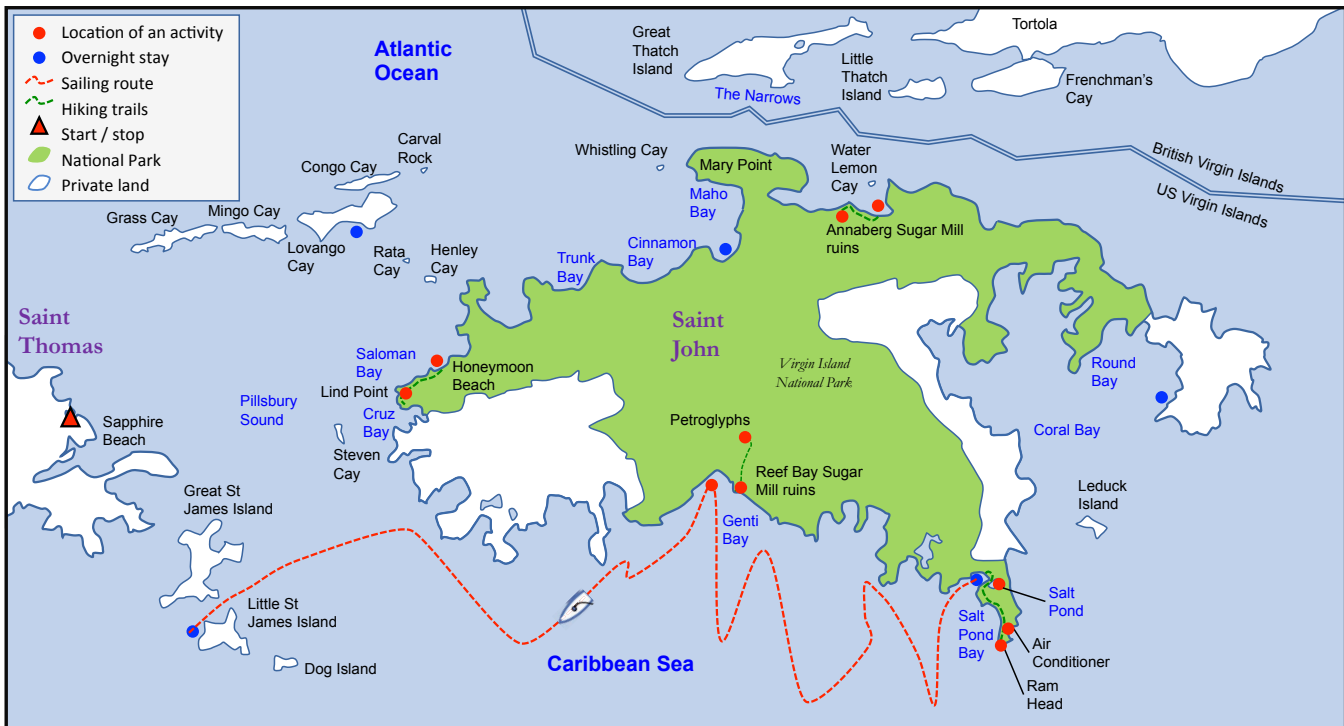 Location of an activity
Overnight stay
Sailing route
Hiking trails
Start / stop
National Park
Private land
Atlantic
Ocean
Great
Thatch
Island
Tortola
Little
Thatch
Island
Frenchman's
Cay
The Narrows
British Virgin Islands
US Virgin Islands
Carval
Rock
Congo Cay
Whistling Cay
Mary Point
Water
Lemon
Cay
Grass Cay
Mingo Cay
Maho
Bay
Annaberg Sugar Mill
ruins
Lovango
Cay
Rata
Cay
Henley
Cay
Trunk
Bay
Cinnamon
Bay
Saint
Thomas
Saint
John
Virgin Island
National Park
Saloman
Bay
Honeymoon
Beach
Lind Point
Round
Bay
Pillsbury
Sound
Cruz
Bay
Sapphire
Beach
Petroglyphs
Coral Bay
Steven
Cay
Reef Bay Sugar
Mill ruins
Great St
James Island
Leduck
Island
Genti
Bay
Little St
James Island
Salt
Pond
Salt
Pond
Bay
Air
Conditioner
Dog Island
Caribbean Sea
Ram
Head